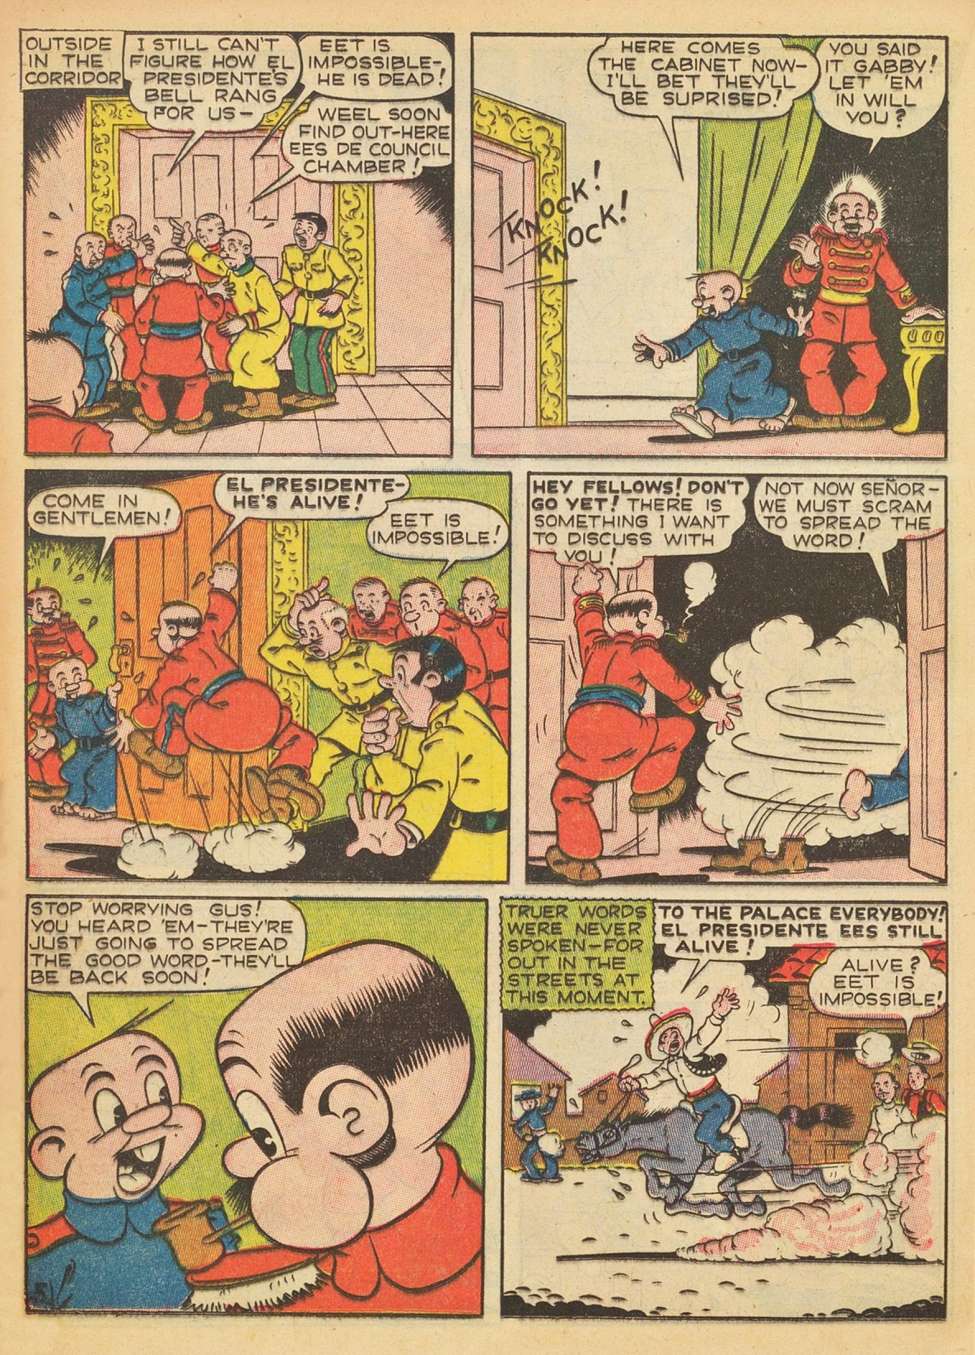 OUTSIDE
IN THE
CORRIDOR
I STILL CAN'T
FIGURE HOW EL
PRESIDENTE'S
BELL RANG
FOR US—
EET IS
IMPOSSIBLE—
HE IS DEAD!
WEEL SOON
FIND OUT-HERE
EES DE COUNCIL
CHAMBER!
HERE COMES
THE CABINET NOW—
I'LL BET THEY'LL
BE SUPRISED!
YOU SAID
IT GABBY!
LET 'EM
IN WILL
YOU?
KNOCK!
KNOCK!
COME IN
GENTLEMEN!
EL PRESIDENTE—
HE'S ALIVE!
EET IS
IMPOSSIBLE!
HEY FELLOWS! DON'T
GO YET! THERE IS
SOMETHING I WANT
TO DISCUSS WITH
YOU!
NOT NOW SEÑOR—
WE MUST SCRAM
TO SPREAD THE
WORD!
STOP WORRYING GUS!
YOU HEARD 'EM-THEY'RE
JUST GOING TO SPREAD
THE GOOD WORD-THEY'LL
BE BACK SOON!
TRUER WORDS
WERE NEVER
SPOKEN-FOR
OUT IN THE
STREETS AT
THIS MOMENT.
TO THE PALACE EVERYBODY!
EL PRESIDENTE EES STILL
ALIVE!
ALIVE?
EET IS
IMPOSSIBLE!